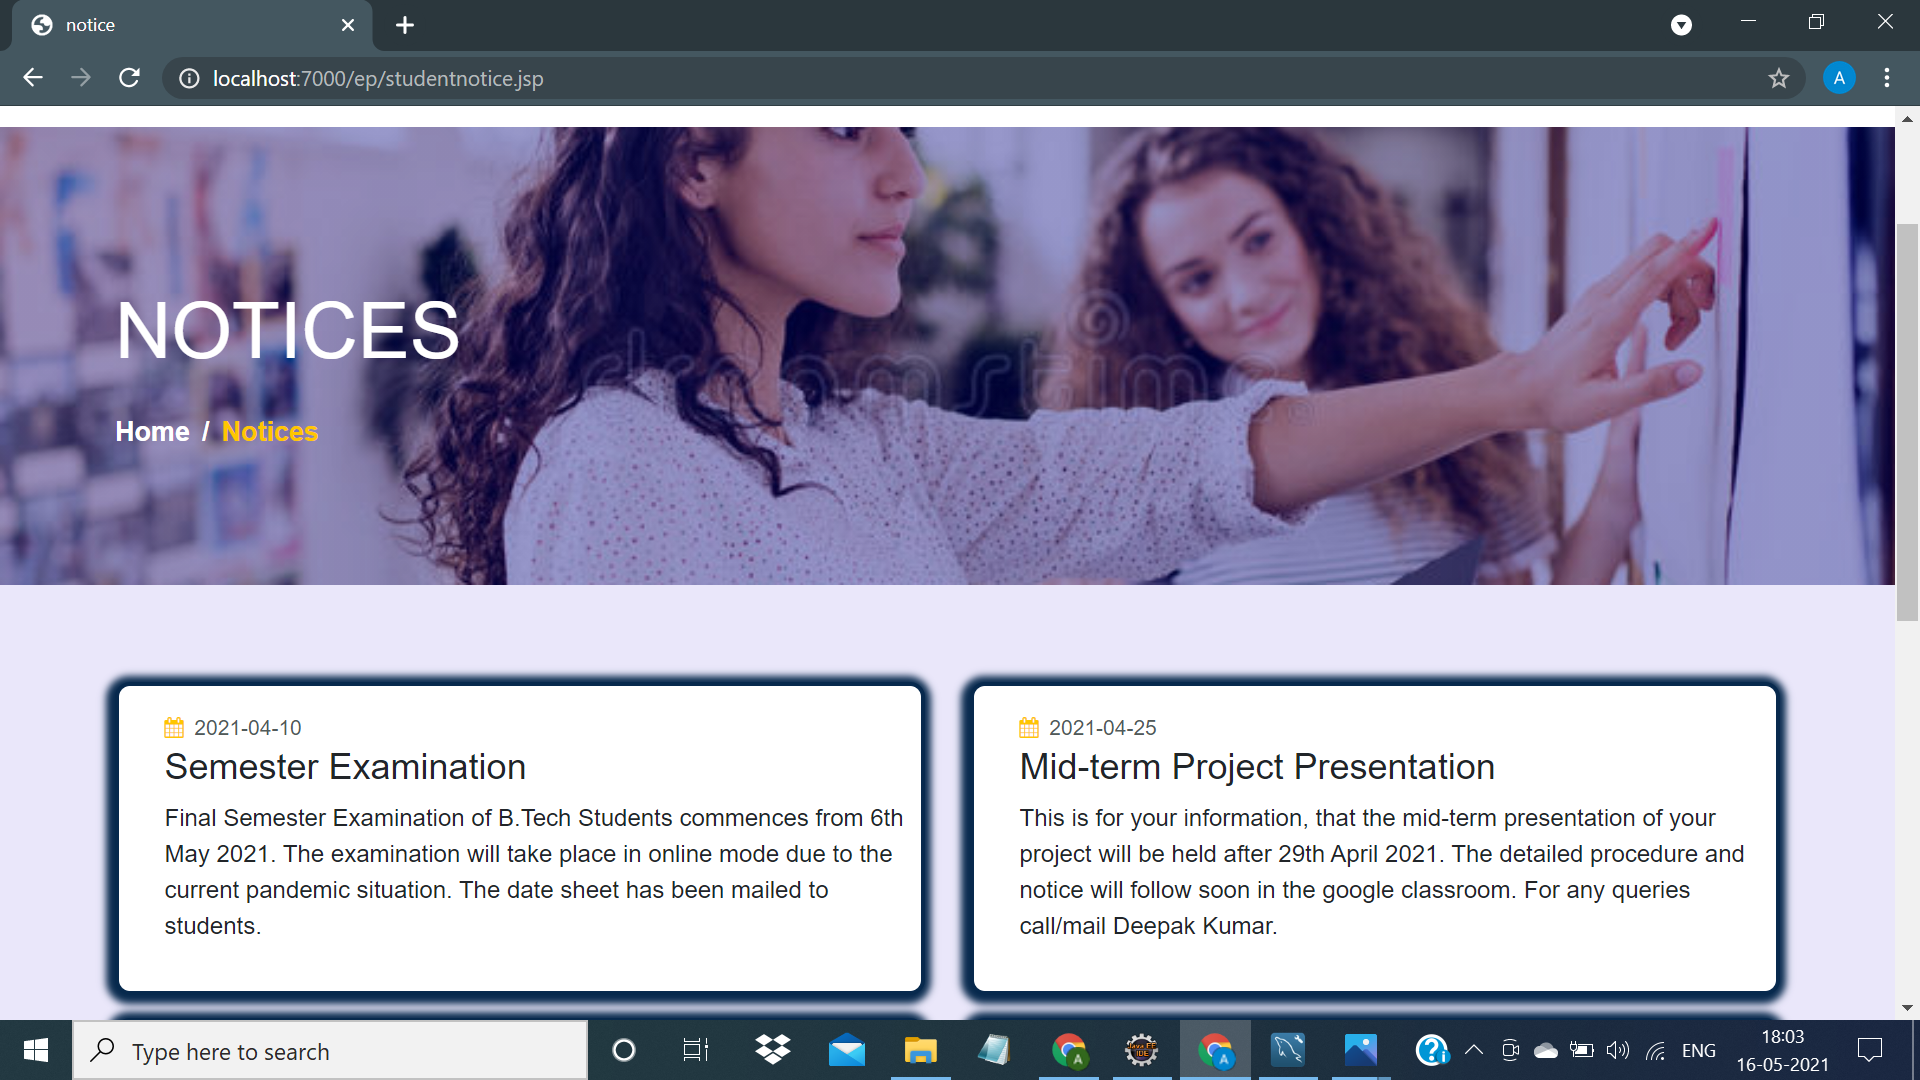 notice
localhost:7000/ep/studentnotice.jsp
A
NOTICES
dreamstime
Home / Notices
2021-04-10
Semester Examination
Final Semester Examination of B.Tech Students commences from 6th
May 2021. The examination will take place in online mode due to the
current pandemic situation. The date sheet has been mailed to
students.
2021-04-25
Mid-term Project Presentation
This is for your information, that the mid-term presentation of your
project will be held after 29th April 2021. The detailed procedure and
notice will follow soon in the google classroom. For any queries
call/mail Deepak Kumar.
Type here to search
A
Java EE
IDE
A
ENG
18:03
16-05-2021